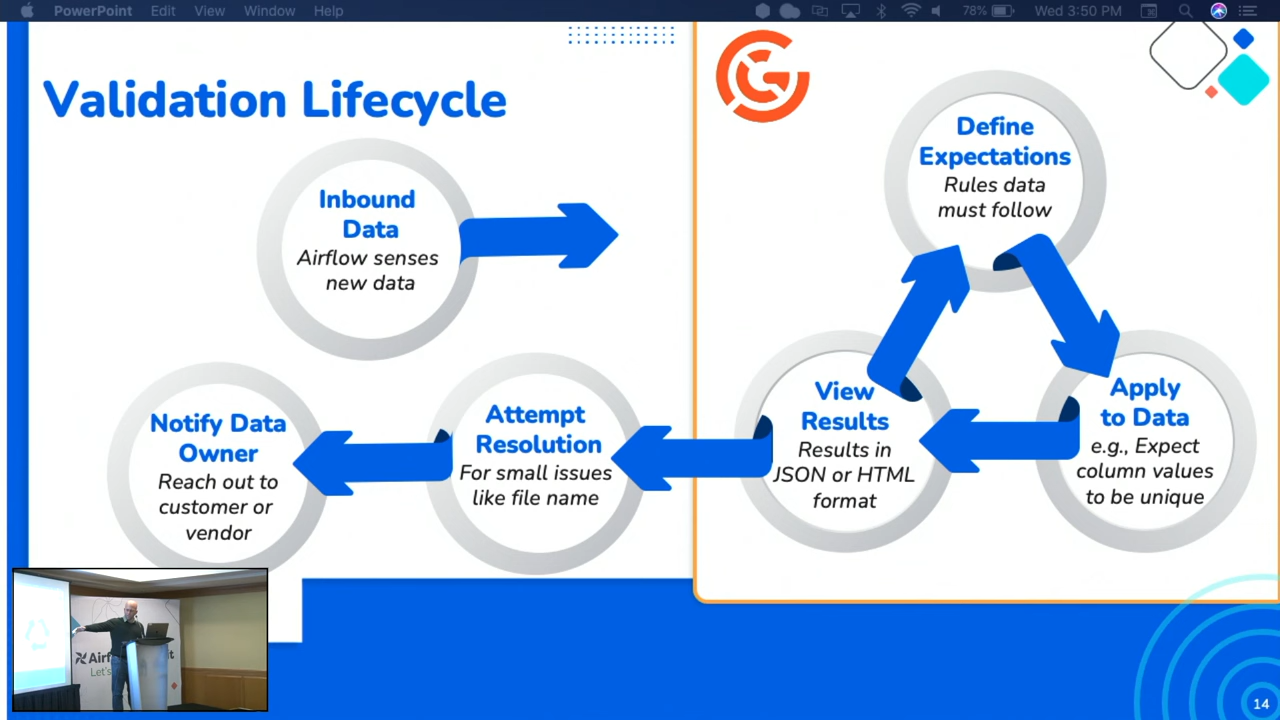 PowerPoint Edit View Window Help 78% Wed 3:50 PM
Validation Lifecycle
Inbound
Data
Airflow senses
new data
Define
Expectations
Rules data
must follow
Apply
to Data
e.g., Expect
column values
to be unique
View
Results
Results in
JSON or HTML
format
Attempt
Resolution
For small issues
like file name
Notify Data
Owner
Reach out to
customer or
vendor
Let's
14